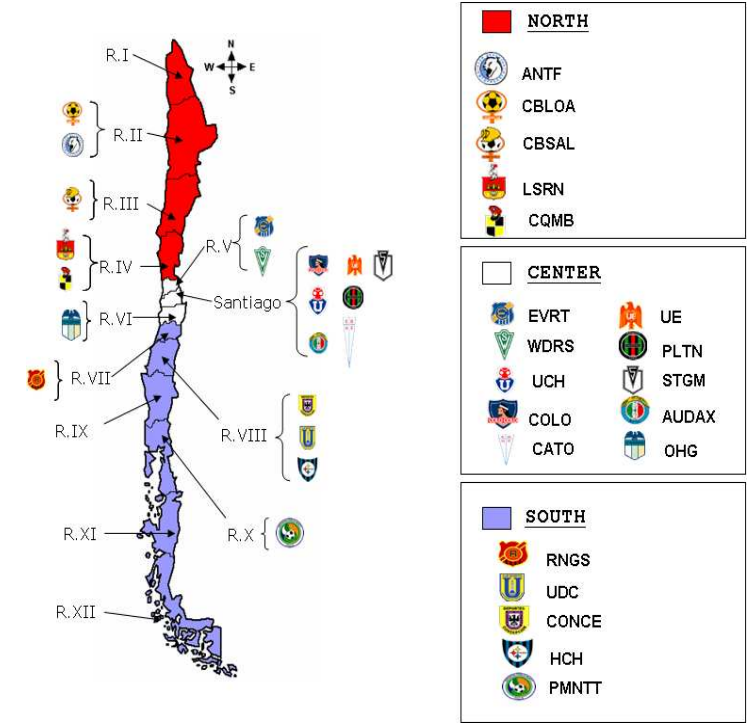 R.I
N
W
E
S
R.II
R.III
R.IV
R.V
Santiago
R.VI
R.VII
R.IX
R.VIII
R.XI
R.X
R.XII
NORTH
ANTF
CBLOA
CBSAL
LSRN
CQMB
CENTER
EVRT
UE
WDRS
PLTN
UCH
STGM
COLO
AUDAX
CATO
OHG
SOUTH
RNGS
UDC
CONCE
HCH
PMNTT